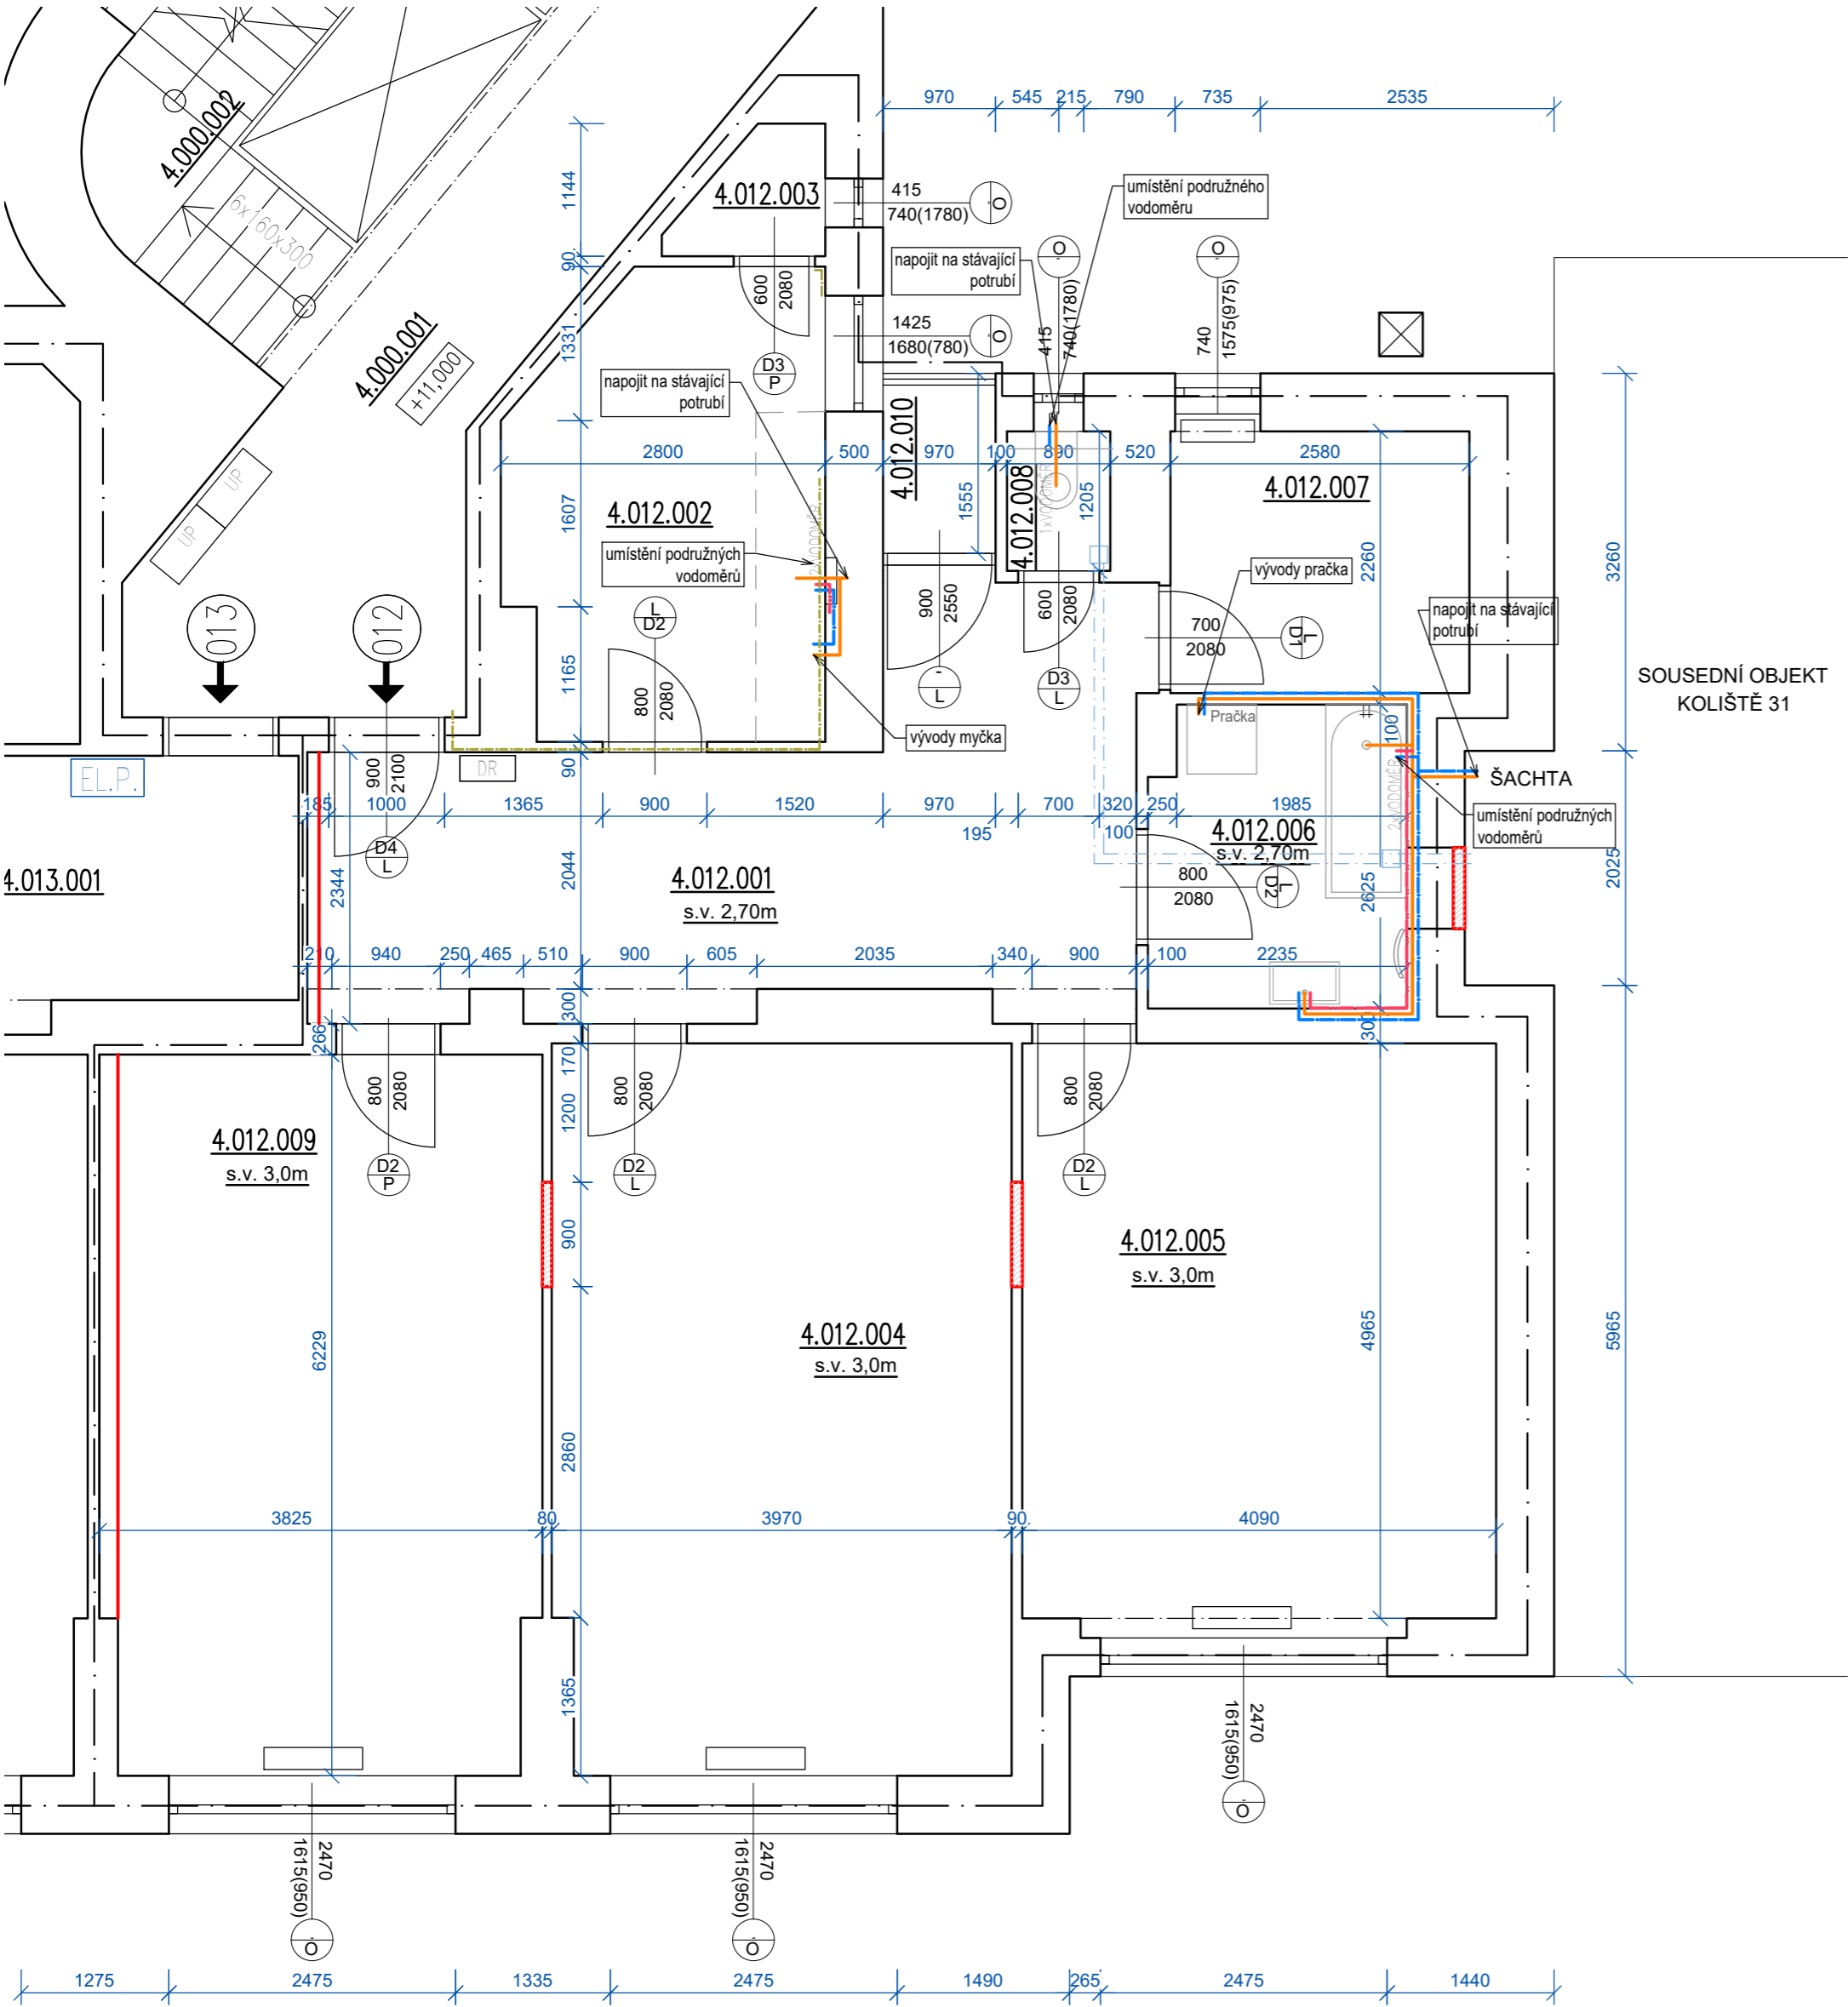 970 545 215 790 735 2535
4.000.002
6x160x300
4.000.001
+11,000
UP
UP
1144
90
1331
1607
1165
90
2044
4.012.003
415
740(1780)
O
umístění podružného
vodoměru
napojit na stávající
potrubí
O
415
740(1780)
O
740
1575(975)
600
2080
D3
P
1425
1680(780)
O
napojit na stávající
potrubí
2800 500 970 100 890 520 2580
4.012.010
4.012.008
1xVODOMĚR
1555
1205
4.012.007
2260
3260
4.012.002
2xVODOMĚR
umístění podružných
vodoměrů
vývody pračka
napojit na stávající
potrubí
013
012
L
D2
800
2080
900
2550
-
L
600
2080
D3
L
700
2080
L
D1
SOUSEDNÍ OBJEKT
KOLIŠTĚ 31
vývody myčka
Pračka
100
2xVODOMĚR
ŠACHTA
umístění podružných
vodoměrů
EL.P.
900
2100
DR
185 1000 1365 900 1520 970 195 700 320 100 250 1985
D4
L
4.013.001
2344
4.012.001
s.v. 2,70m
4.012.006
s.v. 2,70m
800
2080
L
D2
2625
2025
210 940 250 465 510 900 605 2035 340 900 100 2235
266
300
170
300
800
2080
D2
P
800
2080
D2
L
800
2080
D2
L
1200
900
4.012.009
s.v. 3,0m
4.012.005
s.v. 3,0m
4.012.004
s.v. 3,0m
6229
2860
4965
5965
3825 80 3970 90 4090
1365
2470
1615(950)
O
2470
1615(950)
O
2470
1615(950)
O
1275 2475 1335 2475 1490 265 2475 1440